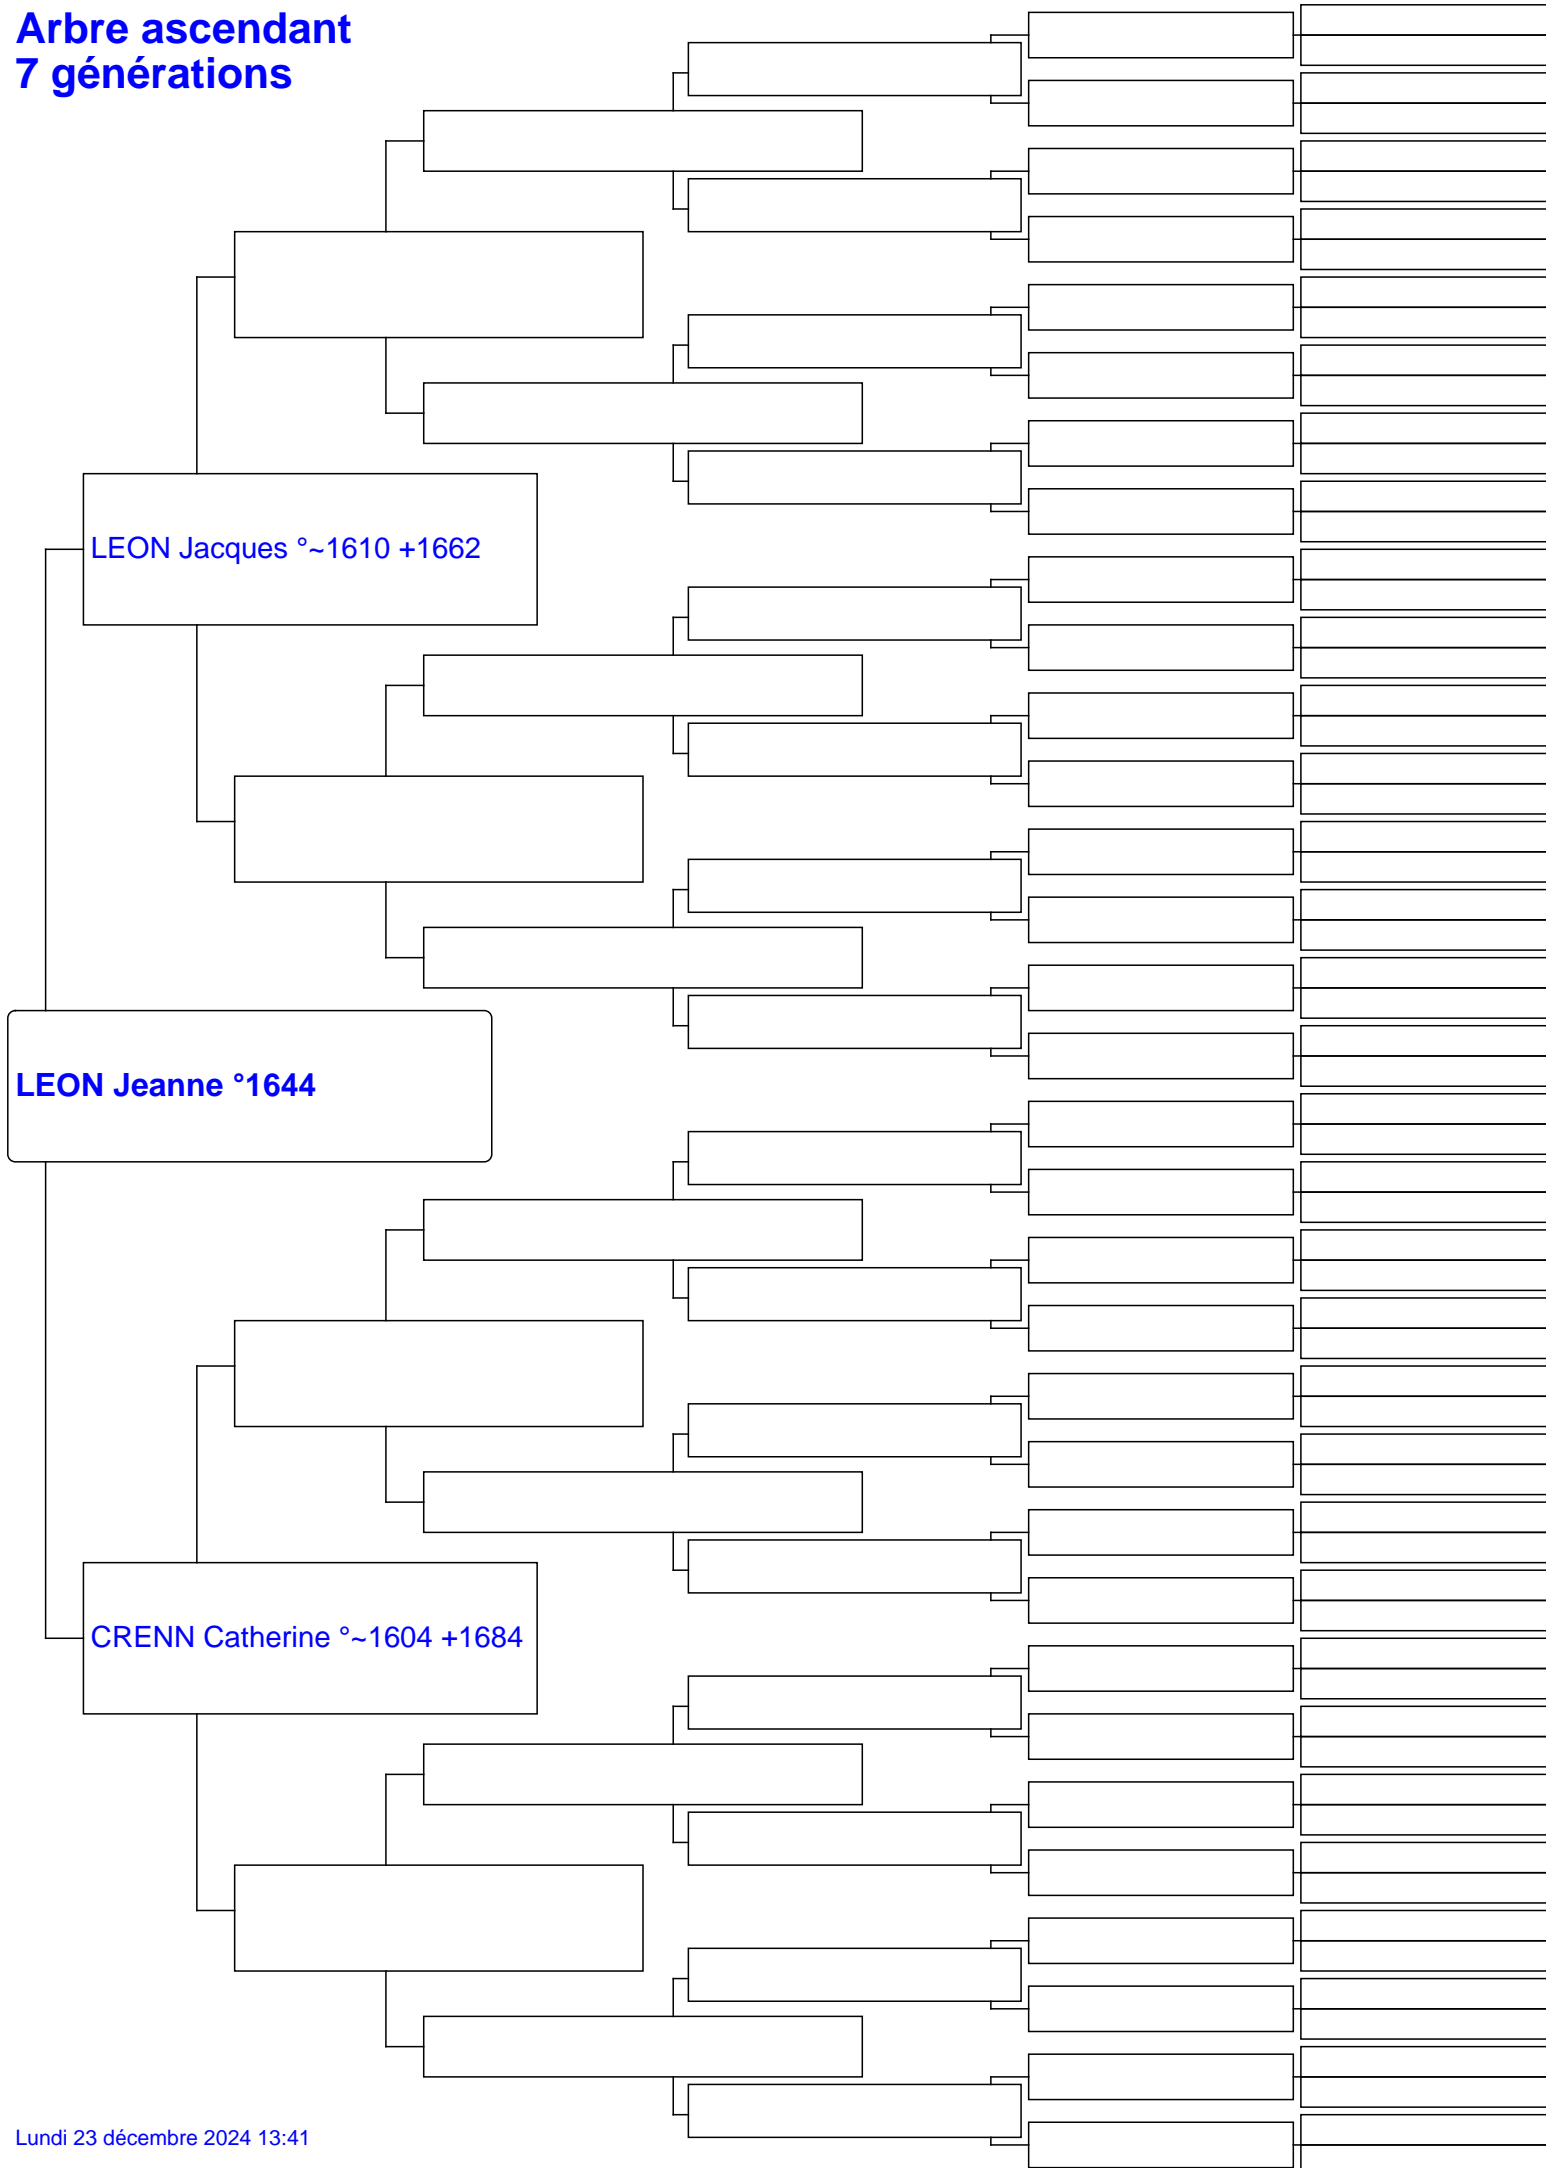 Arbre ascendant
7 générations
LEON Jacques °~1610 +1662
LEON Jeanne °1644
CRENN Catherine °~1604 +1684
Lundi 23 décembre 2024 13:41